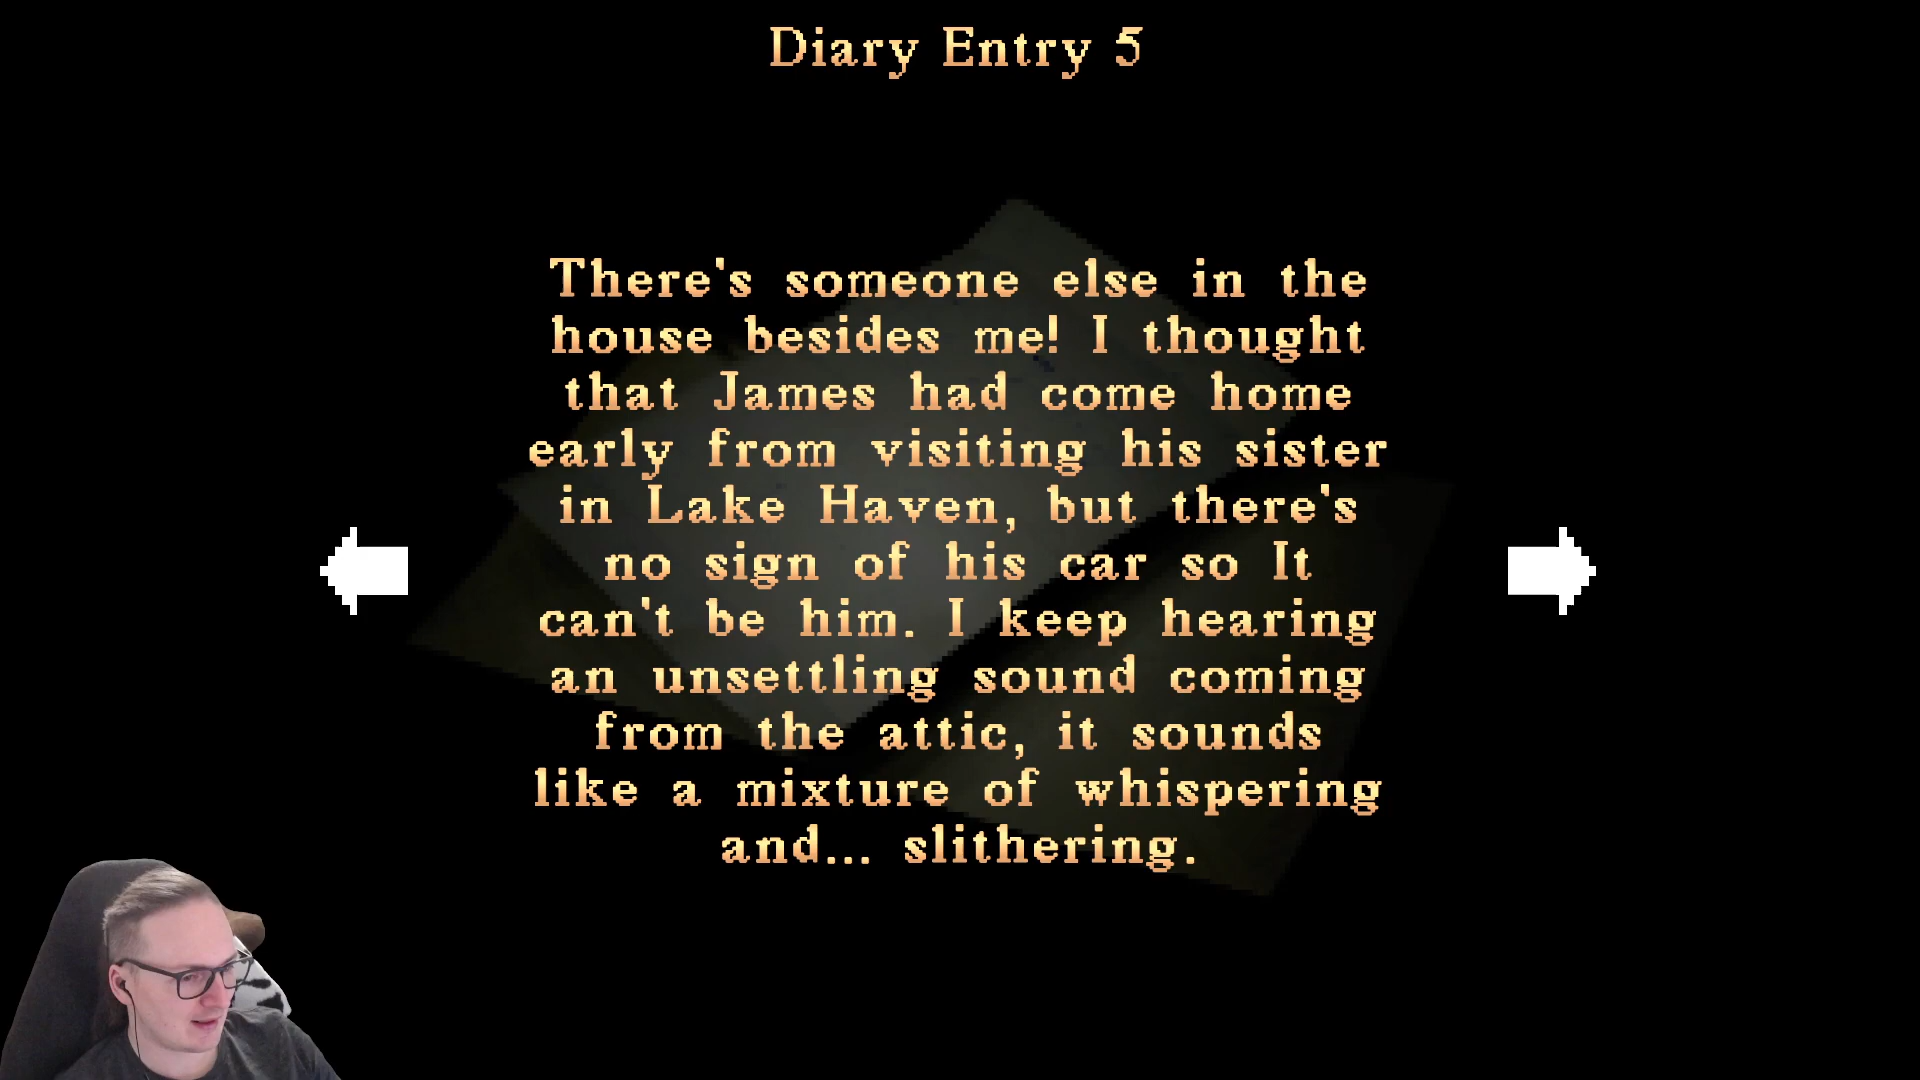 Diary Entry 5
There's someone else in the
house besides me! I thought
that James had come home
early from visiting his sister
in Lake Haven, but there's
no sign of his car so It
can't be him. I keep hearing
an unsettling sound coming
from the attic, it sounds
like a mixture of whispering
and... slithering.